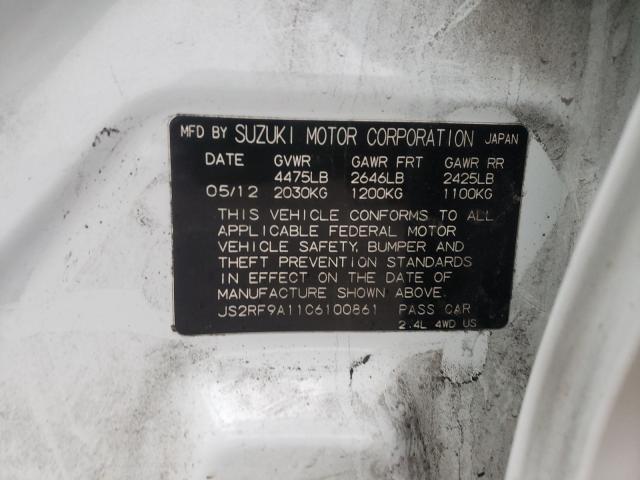 MFD BY SUZUKI MOTOR CORPORATION JAPAN
DATE GVWR GAWR FRT GAWR RR
4475LB 2646LB 2425LB
05/12 2030KG 1200KG 1100KG
THIS VEHICLE CONFORMS TO ALL
APPLICABLE FEDERAL MOTOR
VEHICLE SAFETY, BUMPER AND
THEFT PREVENTION STANDARDS
IN EFFECT ON THE DATE OF
MANUFACTURE SHOWN ABOVE.
JS2RF9A11C6100861 PASS CAR
2.4L 4WD US